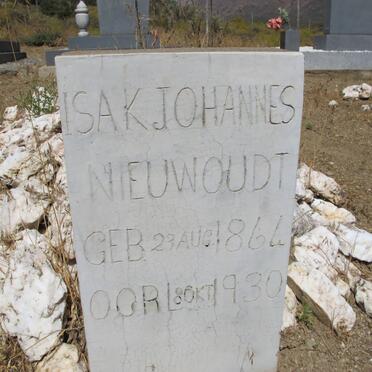 ISAK JOHANNES
NIEUWOUDT
GEB 23 AUG 1864
OORL 8 OKT 1930